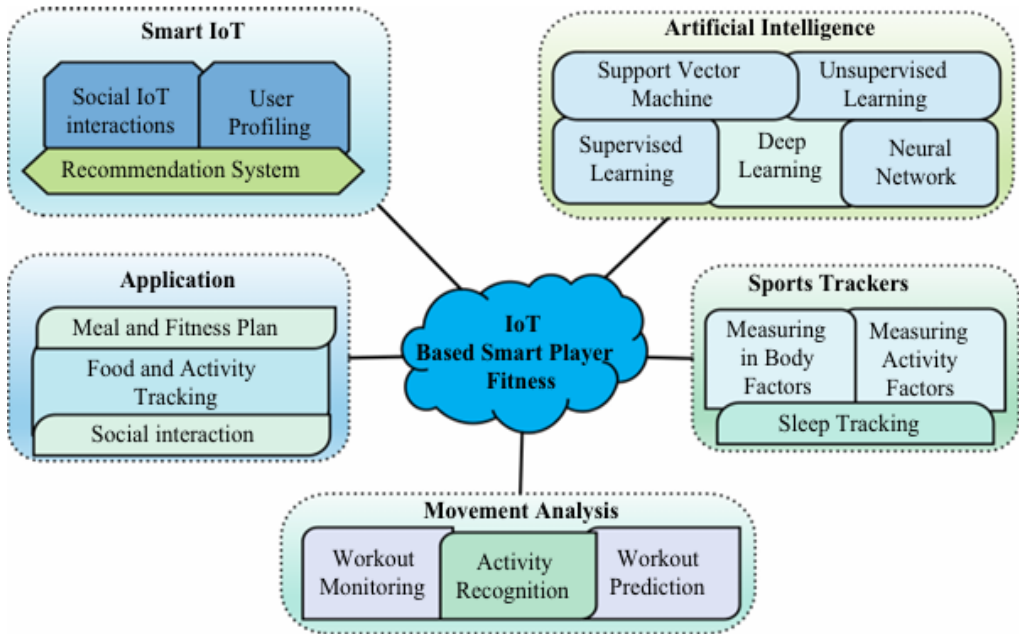 Smart IoT
Social IoT
interactions
User
Profiling
Recommendation System
Artificial Intelligence
Support Vector
Machine
Unsupervised
Learning
Supervised
Learning
Deep
Learning
Neural
Network
Application
Meal and Fitness Plan
Food and Activity
Tracking
Social interaction
IoT
Based Smart Player
Fitness
Sports Trackers
Measuring
in Body
Factors
Measuring
Activity
Factors
Sleep Tracking
Movement Analysis
Workout
Monitoring
Activity
Recognition
Workout
Prediction